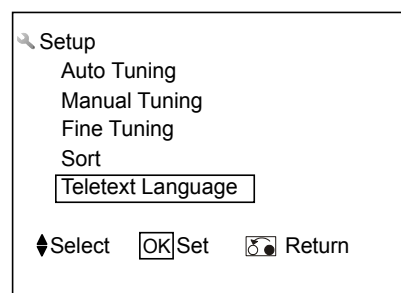 Setup
Auto Tuning
Manual Tuning
Fine Tuning
Sort
Teletext Language
Select OK Set Return